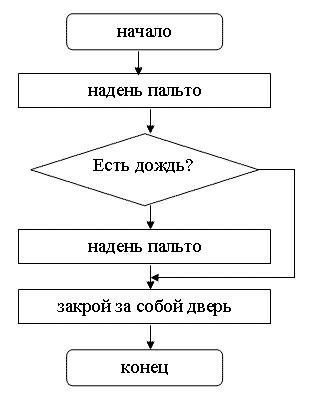 начало
надень пальто
Есть дождь?
надень пальто
закрой за собой дверь
конец